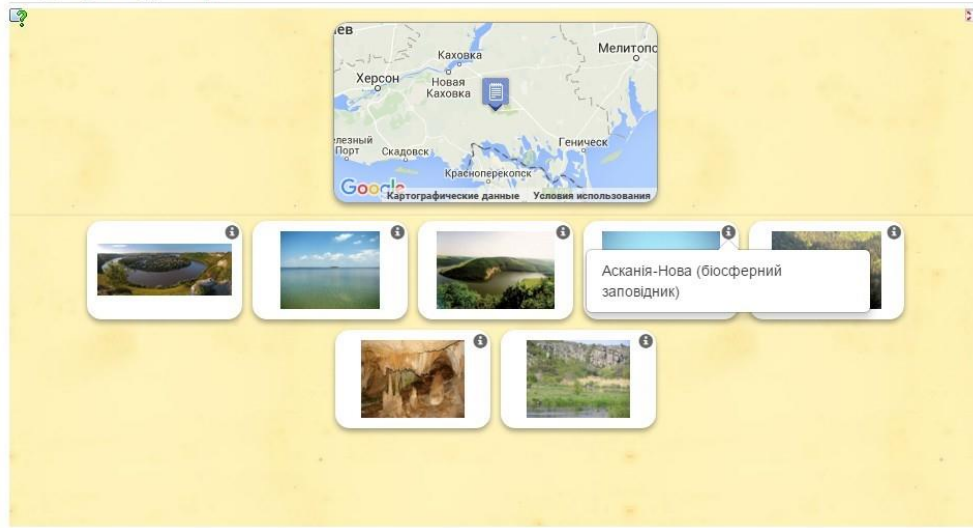 ев
Мелитопо
Каховка
Херсон
Новая
Каховка
лезный
Порт
Скадовск
Геническ
Красноперекопск
Google
Картографические данные Условия использования
Асканія-Нова (біосферний
заповідник)